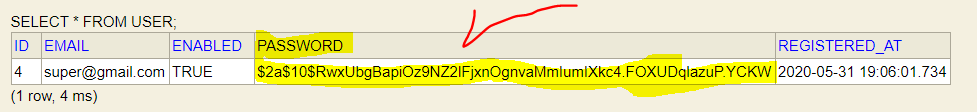 SELECT * FROM USER;
ID EMAIL ENABLED PASSWORD REGISTERED_AT
4 super@gmail.com TRUE $2a$10$RwxUbgBapiOz9NZ2lFjxnOgnvaMmlumIXkc4.FOXUDqlazuP.YCKW 2020-05-31 19:06:01.734
(1 row, 4 ms)